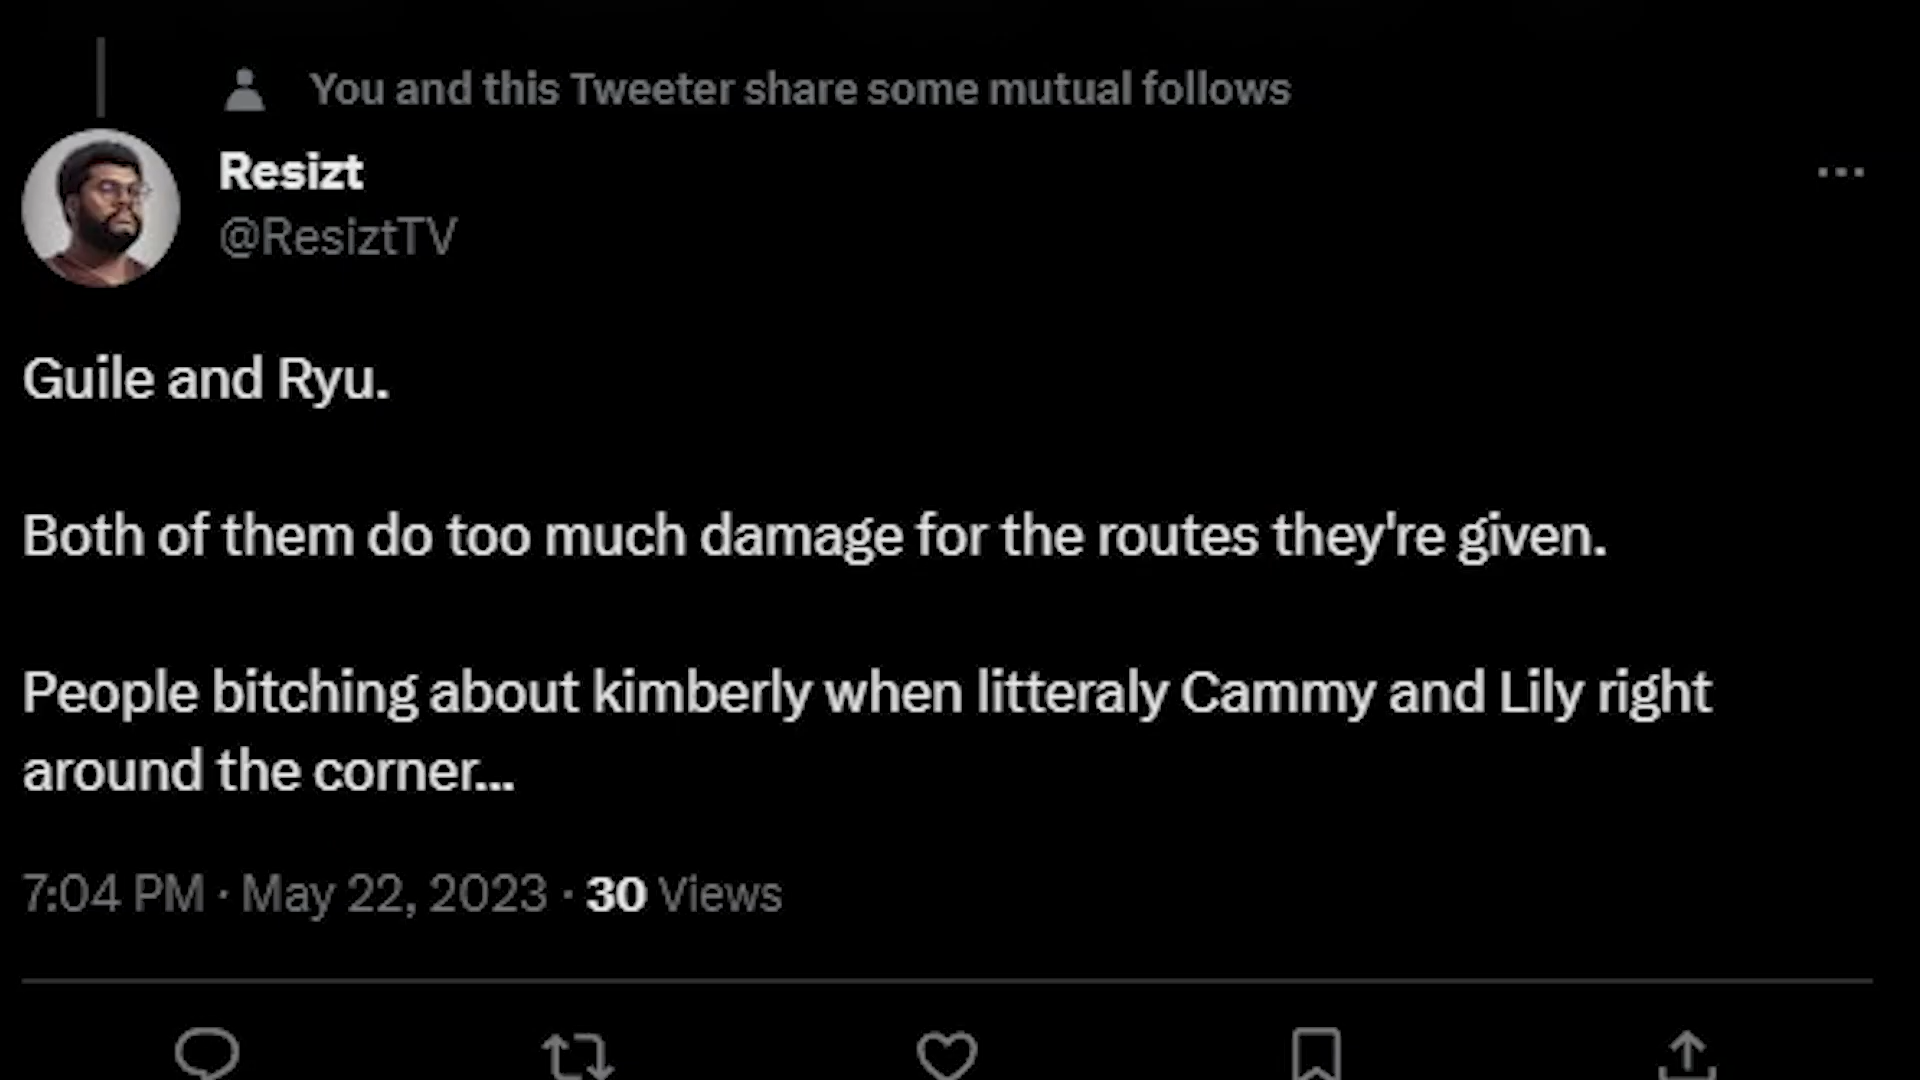 You and this Tweeter share some mutual follows
Resizt
@ResiztTV
Guile and Ryu.
Both of them do too much damage for the routes they're given.
People bitching about kimberly when litteraly Cammy and Lily right
around the corner...
7:04 PM · May 22, 2023 · 30 Views